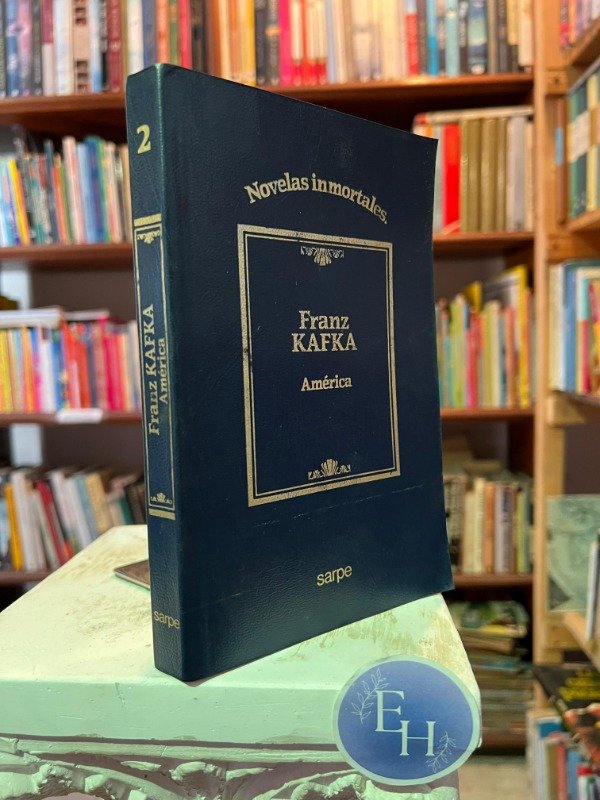 2
Franz KAFKA
América
sarpe
Novelas inmortales.
Franz
KAFKA
América
sarpe
EH